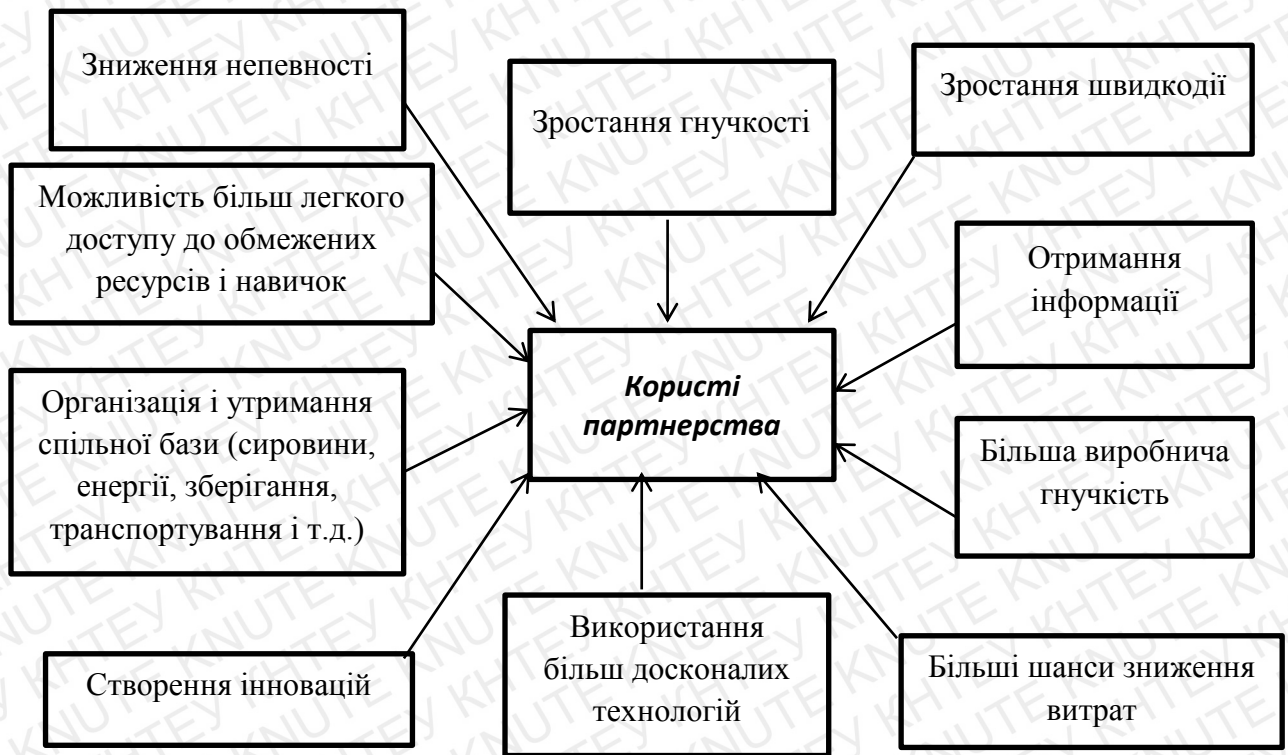 Зниження непевності
Зростання гнучкості
Зростання швидкодії
Можливість більш легкого
доступу до обмежених
ресурсів і навичок
Отримання
інформації
Користі
партнерства
Організація і утримання
спільної бази (сировини,
енергії, зберігання,
транспортування і т.д.)
Більша виробнича
гнучкість
Створення інновацій
Використання
більш досконалих
технологій
Більші шанси зниження
витрат
KNUTE КНТЕУ